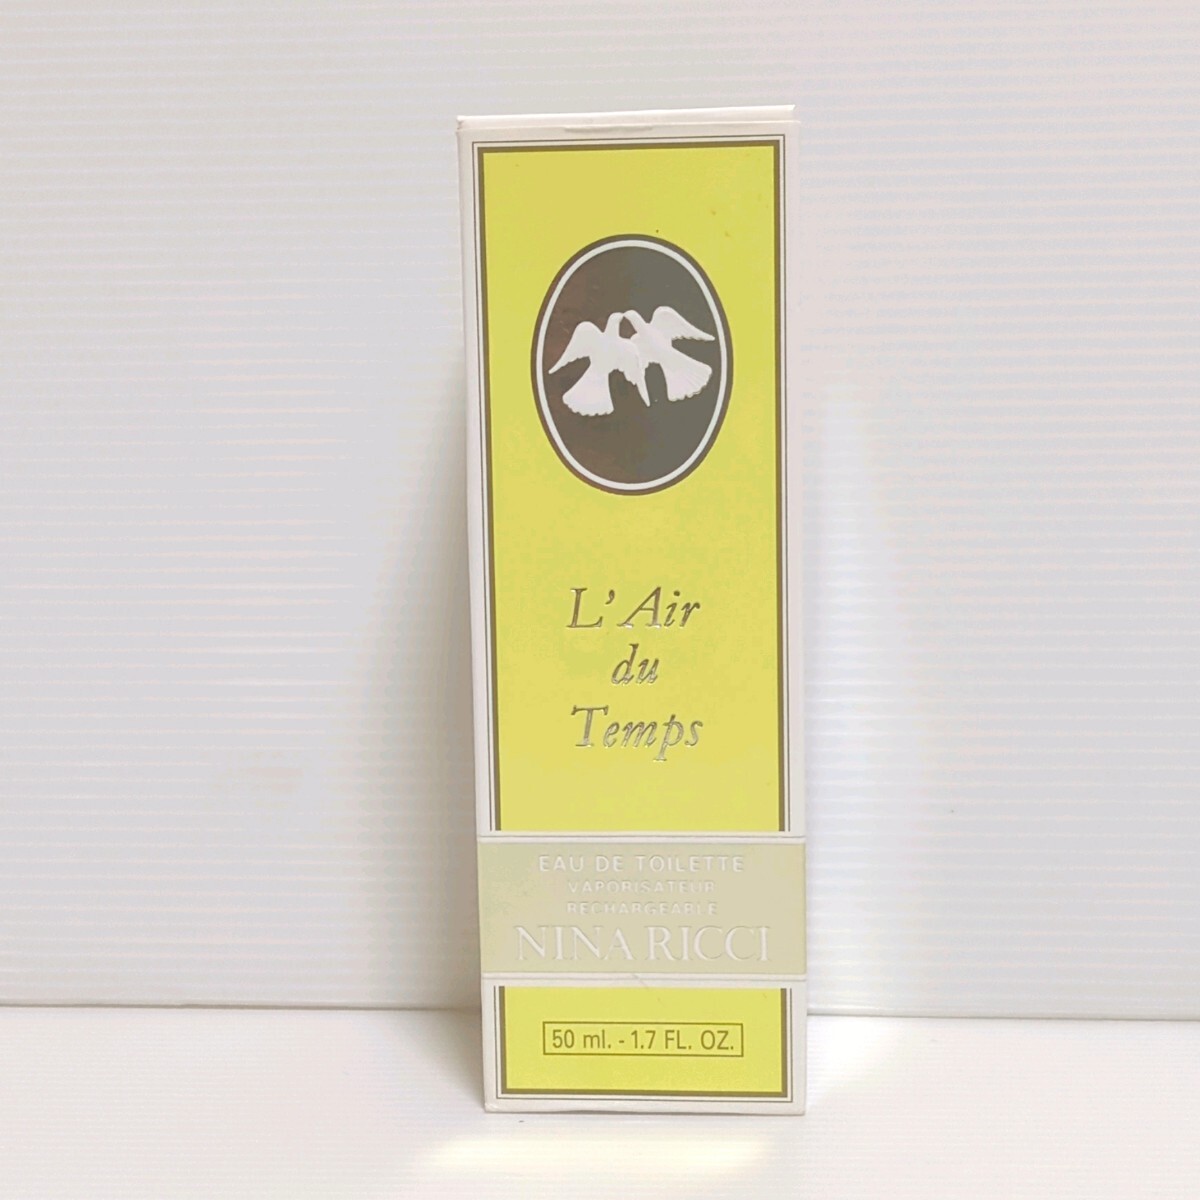 L'Air
du
Temps
EAU DE TOILETTE
VAPORISATEUR
RECHARGEABLE
NINA RICCI
50 ml. - 1.7 FL. OZ.